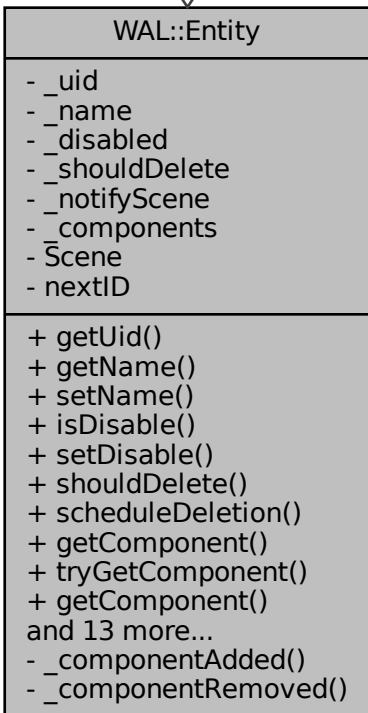 WAL::Entity
- _uid
- _name
- _disabled
- _shouldDelete
- _notifyScene
- _components
- Scene
- nextID
+ getUid()
+ getName()
+ setName()
+ isDisable()
+ setDisable()
+ shouldDelete()
+ scheduleDeletion()
+ getComponent()
+ tryGetComponent()
+ getComponent()
and 13 more...
- _componentAdded()
- _componentRemoved()